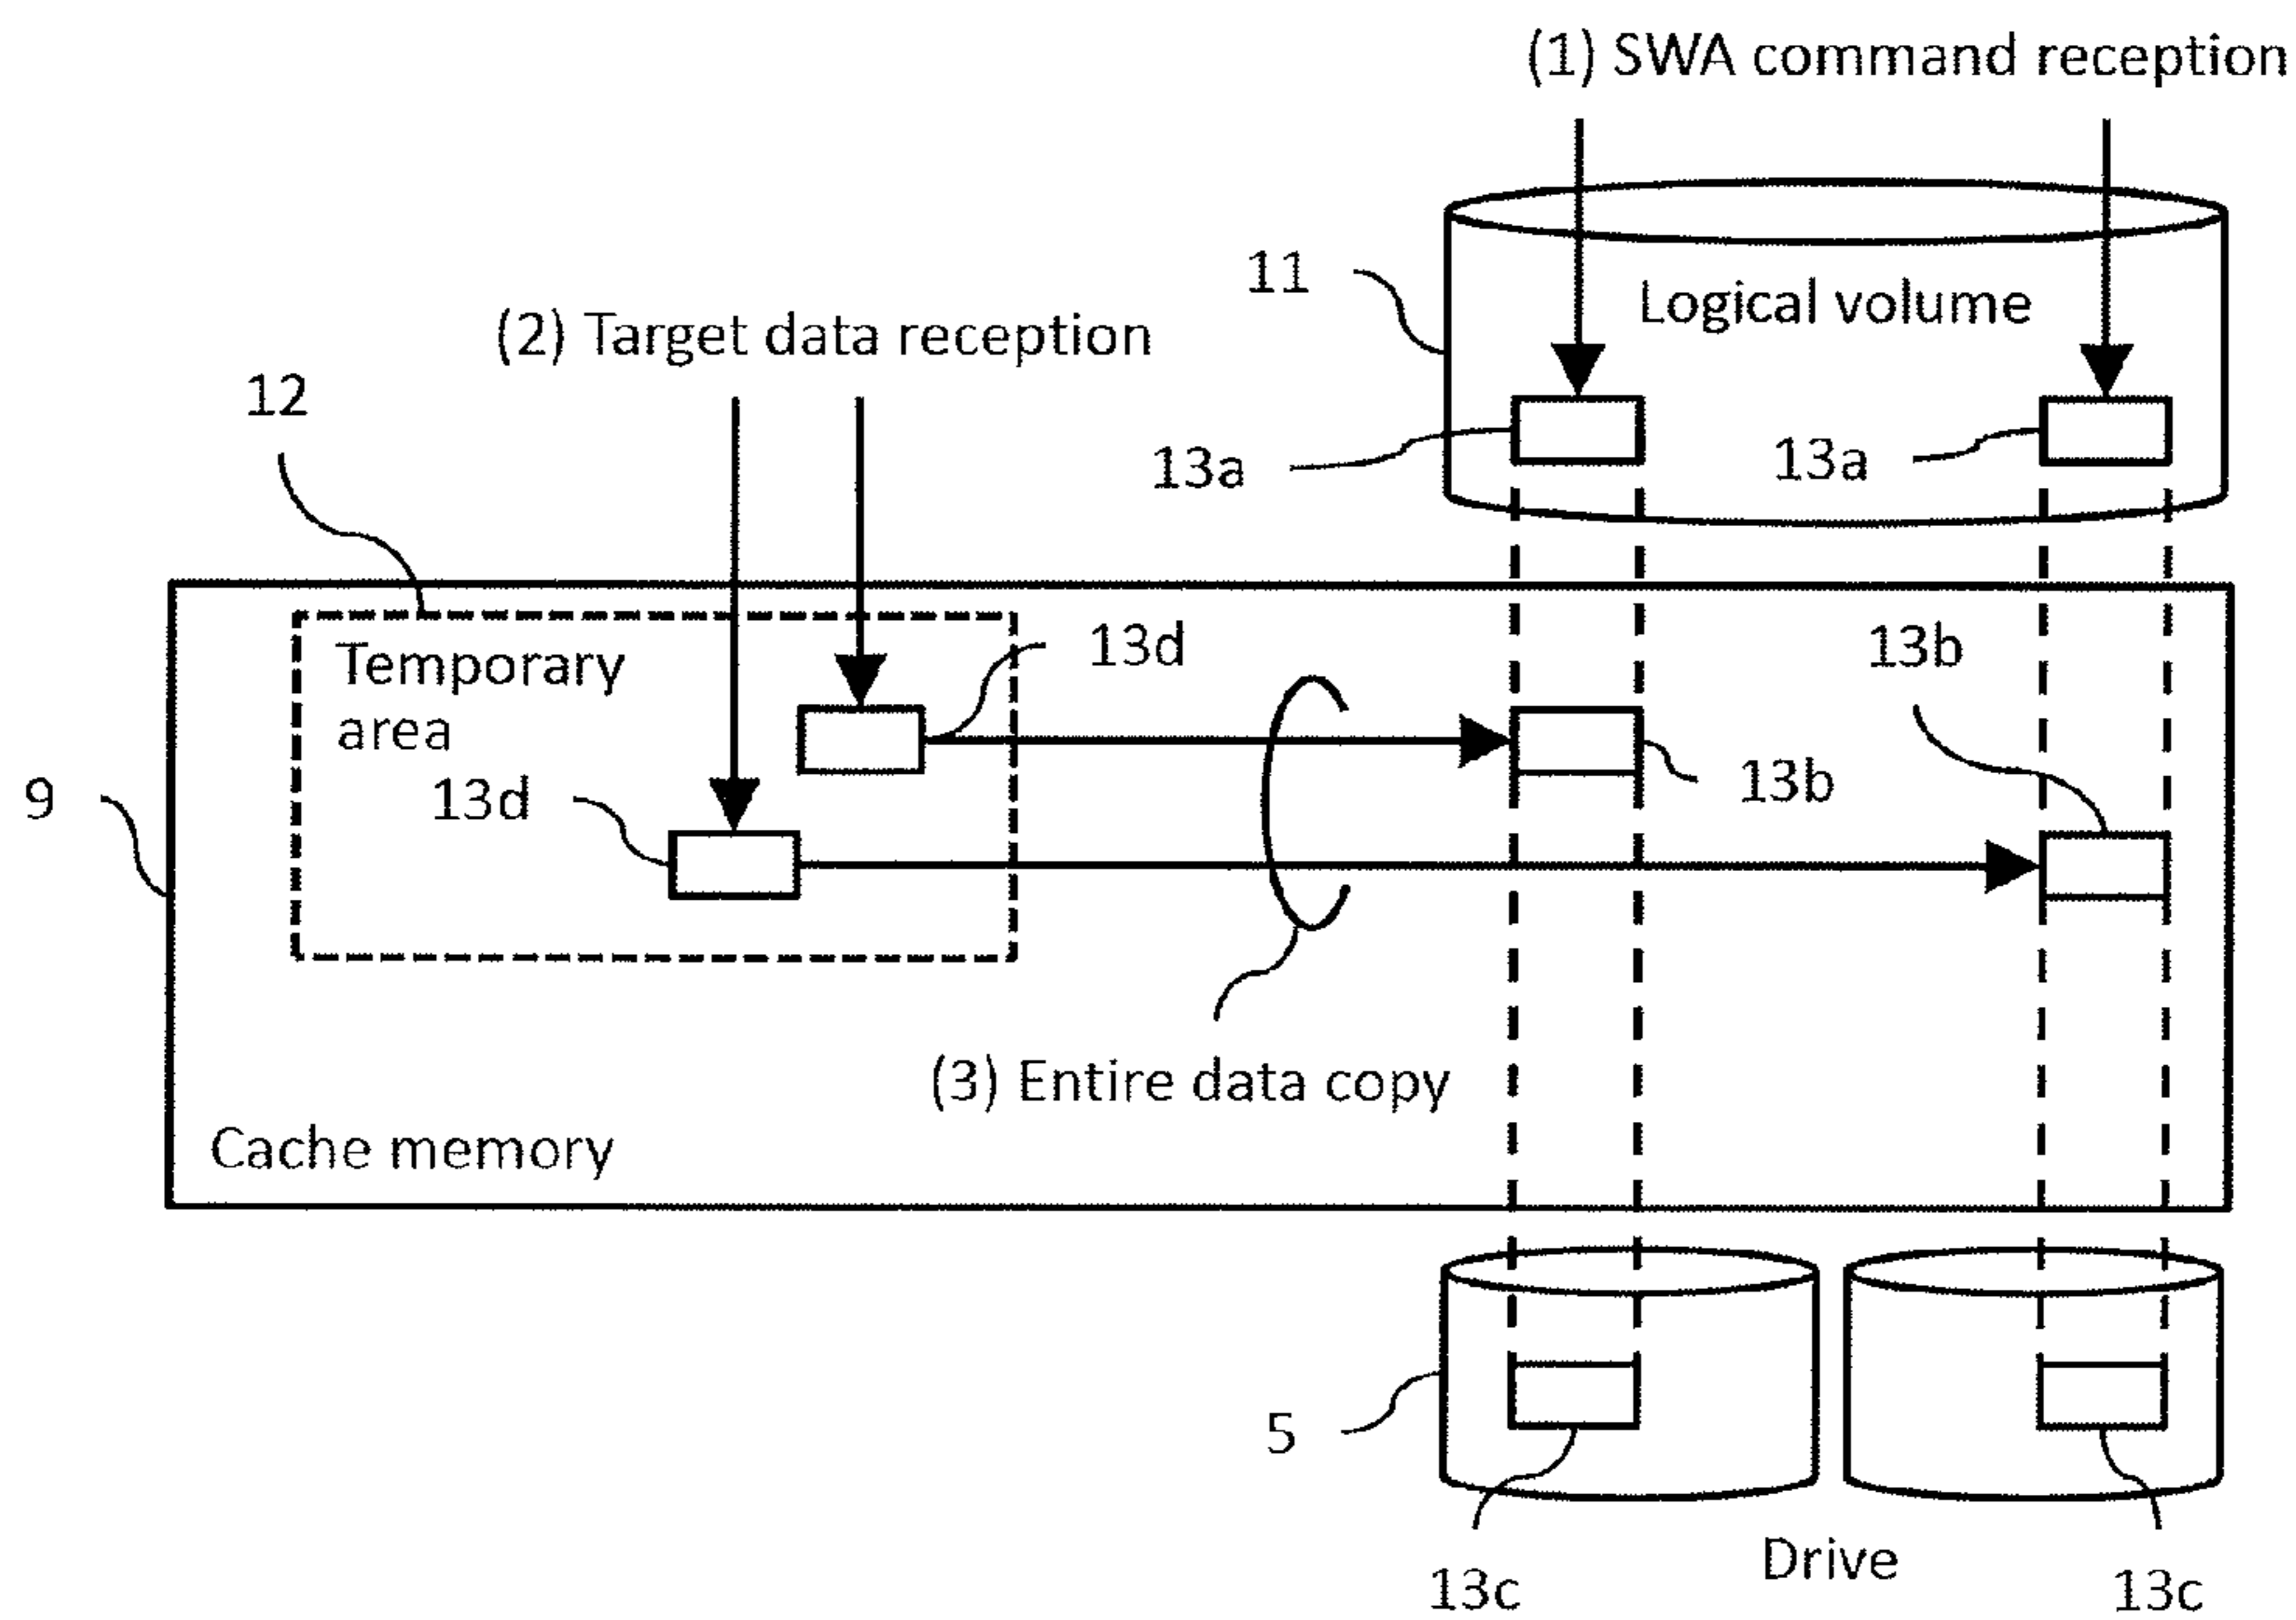 (1) SWA command reception
11
Logical volume
(2) Target data reception
12
13a
13a
Temporary
area
13d
13b
9
13d
13b
(3) Entire data copy
Cache memory
5
Drive
13c
13c